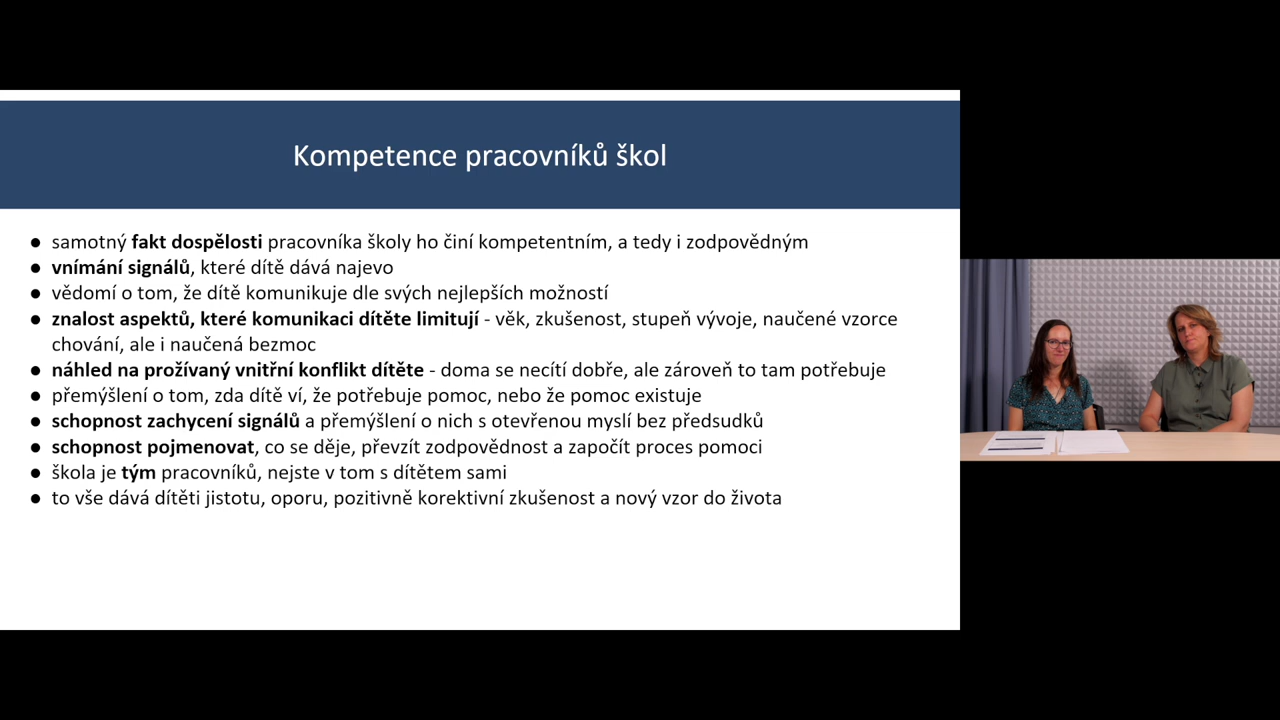 Kompetence pracovníků škol
● samotný fakt dospělosti pracovníka školy ho činí kompetentním, a tedy i zodpovědným
● vnímání signálů, které dítě dává najevo
● vědomí o tom, že dítě komunikuje dle svých nejlepších možností
● znalost aspektů, které komunikaci dítěte limitují - věk, zkušenost, stupeň vývoje, naučené vzorce
chování, ale i naučená bezmoc
● náhled na prožívaný vnitřní konflikt dítěte - doma se necítí dobře, ale zároveň to tam potřebuje
● přemýšlení o tom, zda dítě ví, že potřebuje pomoc, nebo že pomoc existuje
● schopnost zachycení signálů a přemýšlení o nich s otevřenou myslí bez předsudků
● schopnost pojmenovat, co se děje, převzít zodpovědnost a započít proces pomoci
● škola je tým pracovníků, nejste v tom s dítětem sami
● to vše dává dítěti jistotu, oporu, pozitivně korektivní zkušenost a nový vzor do života